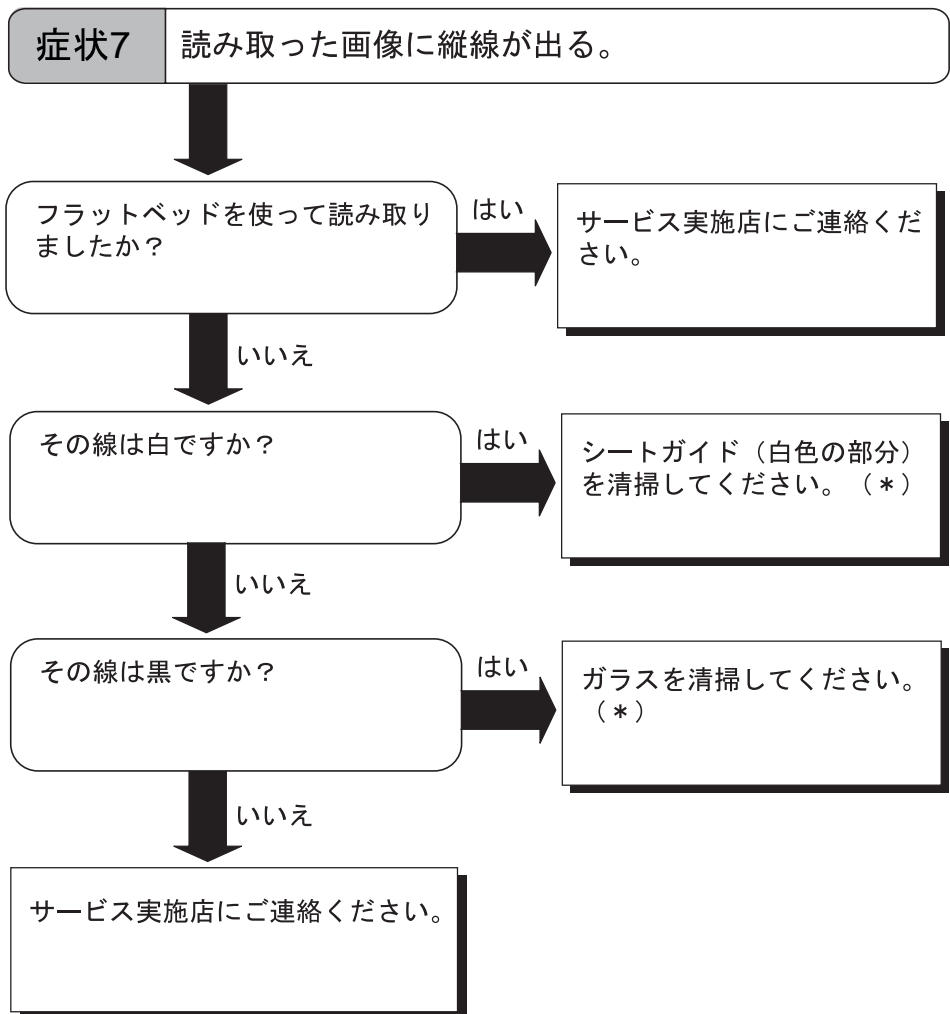 症状7
読み取った画像に縦線が出る。
フラットベッドを使って読み取り
ましたか？
はい
サービス実施店にご連絡くだ
さい。
いいえ
その線は白ですか？
はい
シートガイド（白色の部分）
を清掃してください。（＊）
いいえ
その線は黒ですか？
はい
ガラスを清掃してください。
（＊）
いいえ
サービス実施店にご連絡ください。